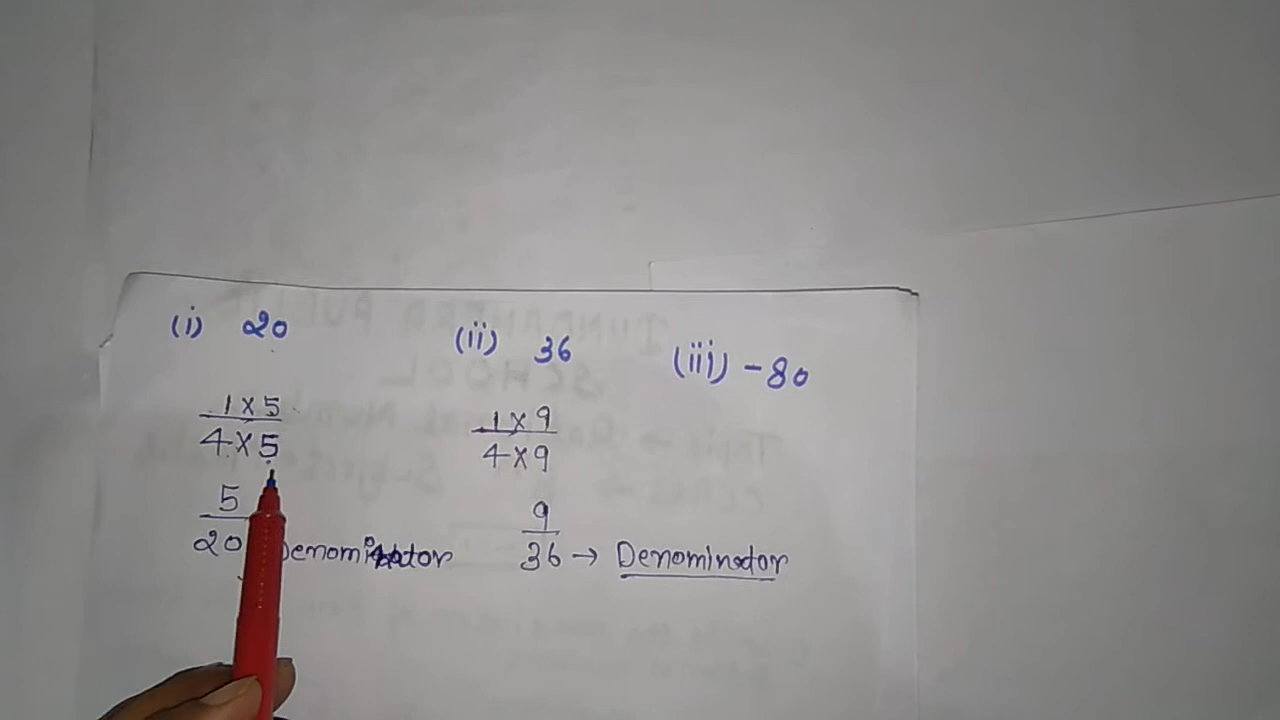 (i) 20 (ii) 36 (iii) -80
1 × 5 1 × 9
4 × 5 4 × 9
5 9
20 Denominator 36 → Denominator